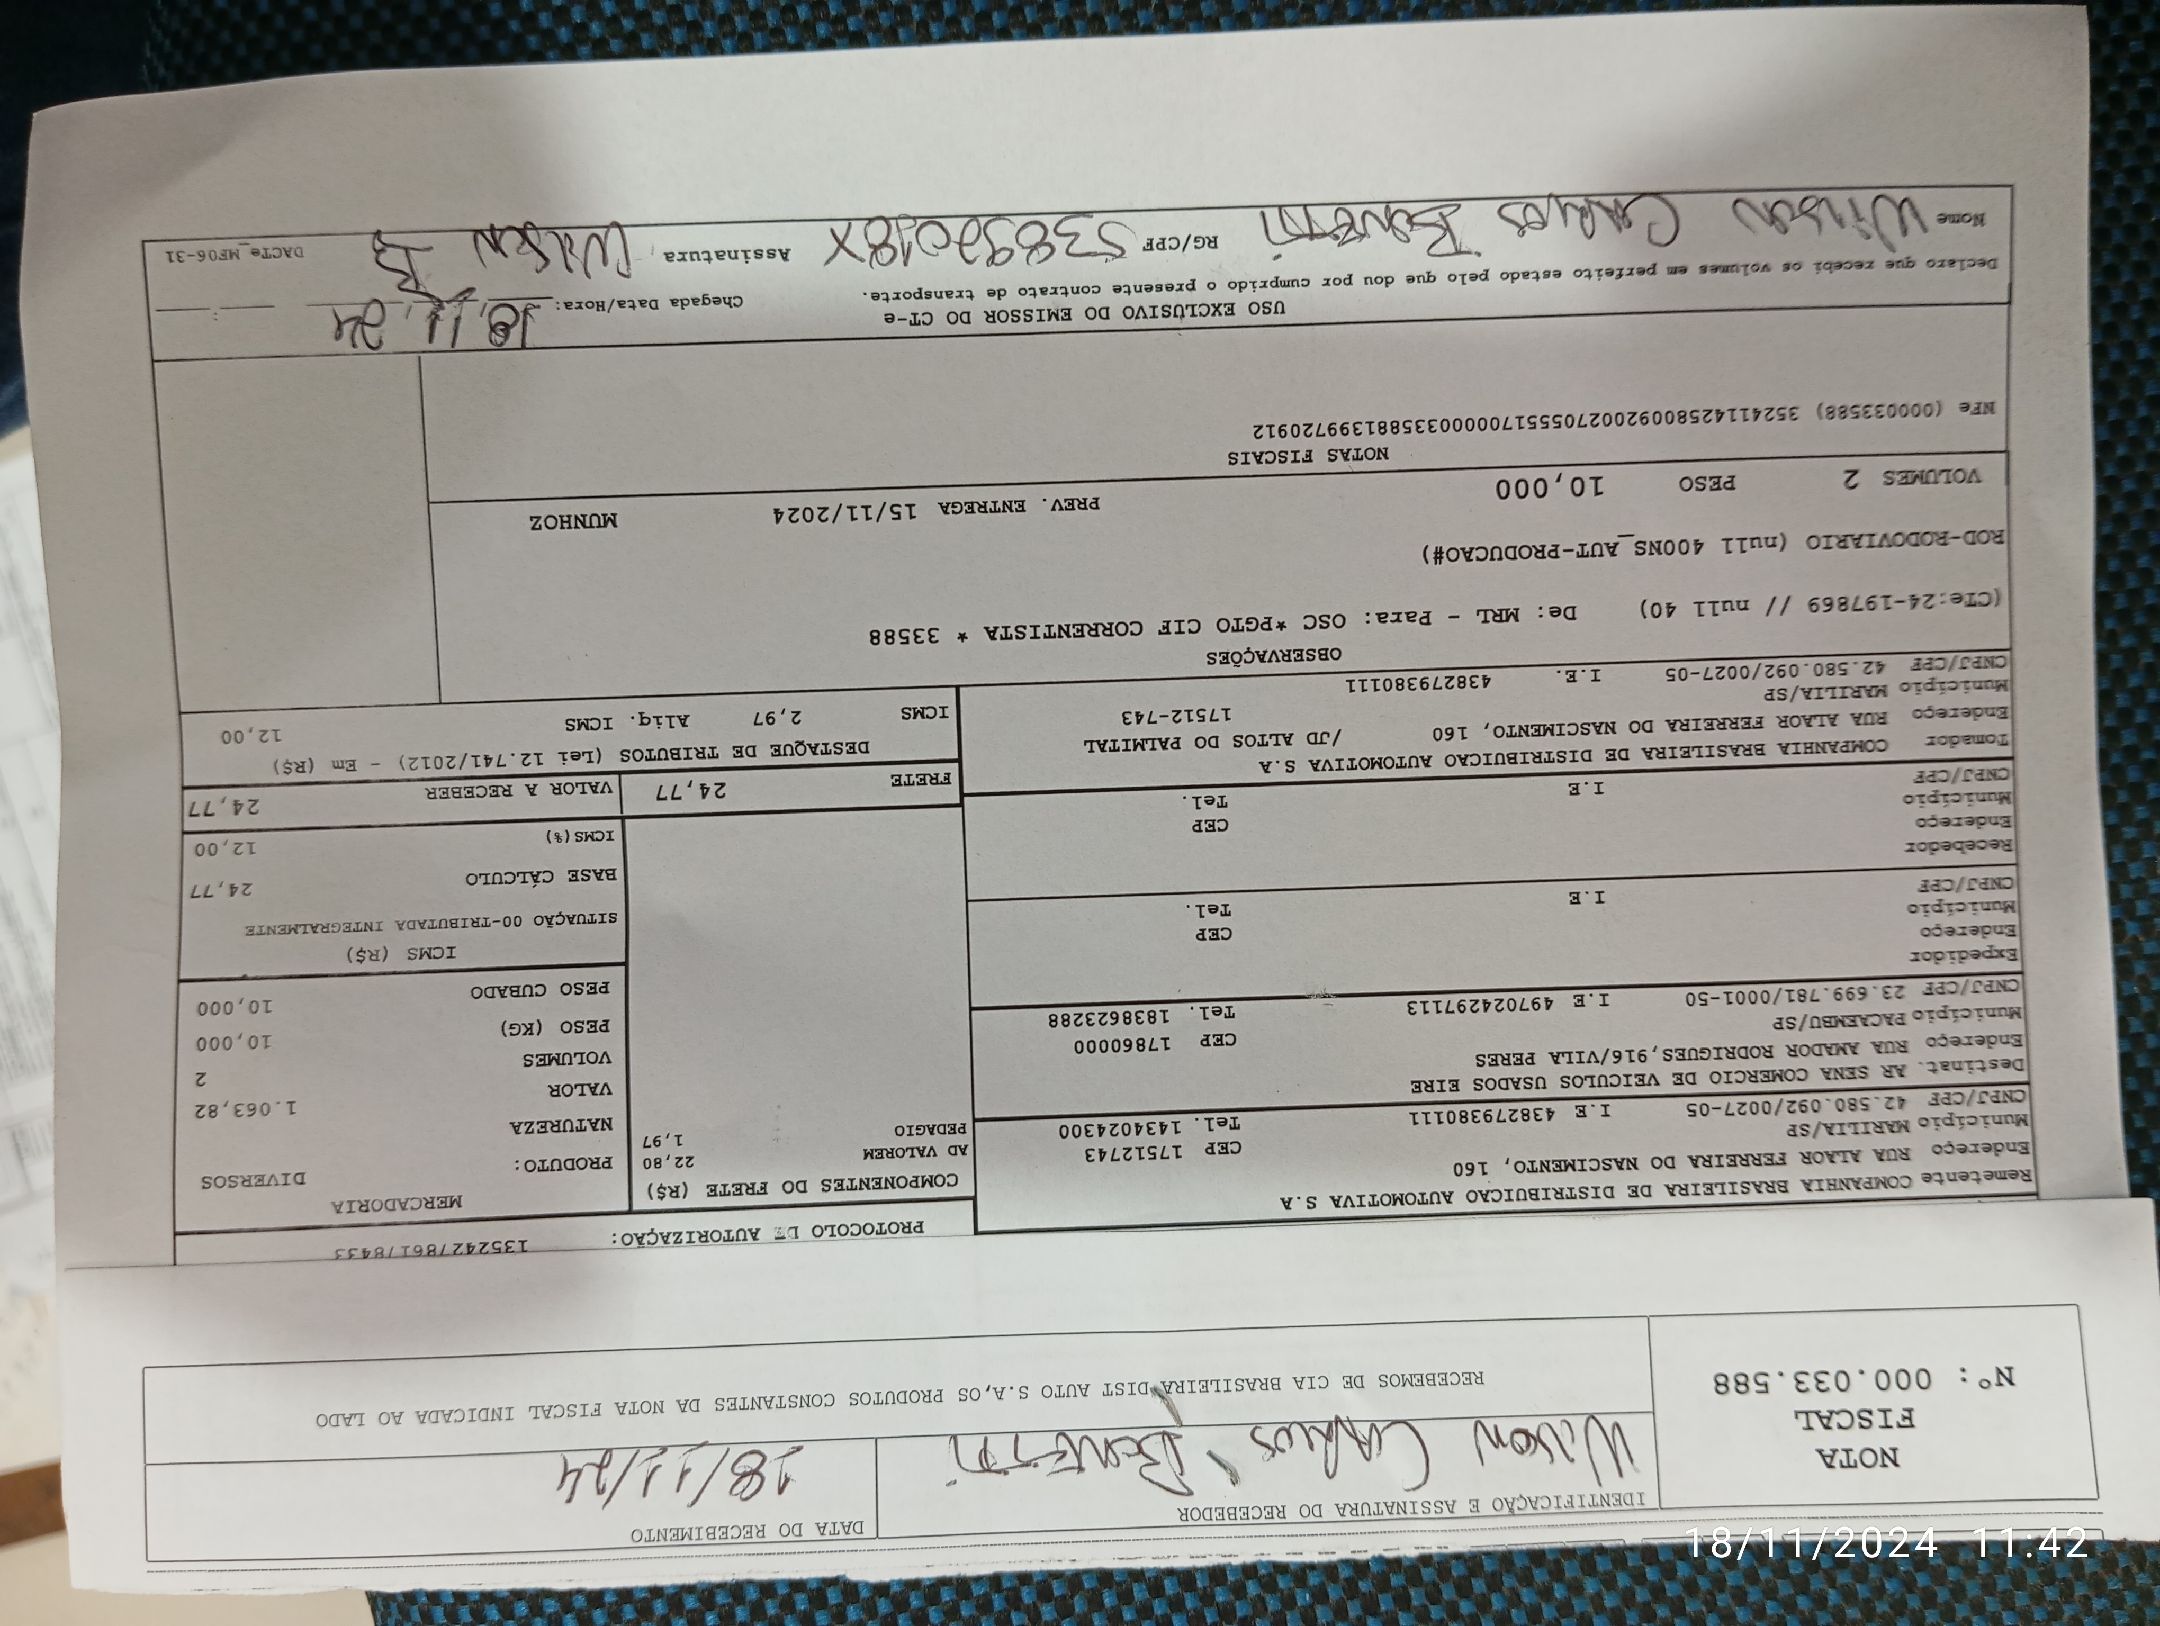 IDENTIFICAÇÃO E ASSINATURA DO RECEBEDOR
DATA DO RECEBIMENTO
Wilson Carlos Benetti
18/11/24
NOTA
FISCAL
Nº: 000.033.588
RECEBEMOS DE CIA BRASILEIRA DIST AUTO S.A,OS PRODUTOS CONSTANTES DA NOTA FISCAL INDICADA AO LADO
PROTOCOLO DE AUTORIZAÇÃO: 135242786178433
Remetente COMPANHIA BRASILEIRA DE DISTRIBUICAO AUTOMOTIVA S.A
Endereço RUA ALAOR FERREIRA DO NASCIMENTO, 160 CEP 17512743
Município MARILIA/SP Tel. 1434024300
CNPJ/CPF 42.580.092/0027-05 I.E 438279380111
Destinat. AR SENA COMERCIO DE VEICULOS USADOS EIRE
Endereço RUA AMADOR RODRIGUES,916/VILA PERES
Município PACAEMBU/SP CEP 17860000
CNPJ/CPF 23.699.781/0001-50 I.E 497024297113 Tel. 1838623288
Expedidor
Endereço CEP
Município Tel.
CNPJ/CPF I.E
Recebedor
Endereço CEP
Município Tel.
CNPJ/CPF I.E
Tomador COMPANHIA BRASILEIRA DE DISTRIBUICAO AUTOMOTIVA S.A
Endereço RUA ALAOR FERREIRA DO NASCIMENTO, 160 /JD ALTOS DO PALMITAL
Município MARILIA/SP 17512-743
CNPJ/CPF 42.580.092/0027-05 I.E. 438279380111
COMPONENTES DO FRETE (R$)
AD VALOREM 22,80
PEDAGIO 1,97
FRETE 24,77
MERCADORIA
PRODUTO: DIVERSOS
NATUREZA
VALOR 1.063,82
VOLUMES 2
PESO (KG) 10,000
PESO CUBADO 10,000
ICMS (R$)
SITUAÇÃO 00-TRIBUTADA INTEGRALMENTE
BASE CÁLCULO 24,77
ICMS(%) 12,00
VALOR A RECEBER 24,77
DESTAQUE DE TRIBUTOS (Lei 12.741/2012) - Em (R$)
ICMS 2,97 Aliq. ICMS 12,00
OBSERVAÇÕES
(CTe:24-197869 // null 40) De: MRL - Para: OSC *PGTO CIF CORRENTISTA * 33588
ROD-RODOVIARIO (null 400NS_AUT-PRODUCAO#)
VOLUMES 2 PESO 10,000 PREV. ENTREGA 15/11/2024 MUNHOZ
NOTAS FISCAIS
NFe (000033588) 35241142580092002705551700000335881399720912
USO EXCLUSIVO DO EMISSOR DO CT-e
Declaro que recebi os volumes em perfeito estado pelo que dou por cumprido o presente contrato de transporte.
Chegada Data/Hora: 18, 11, 24 __:__
Nome Wilson Carlos Benetti RG/CPF 53892018X Assinatura Wilson B
DACTe_MF06-31
18/11/2024 11:42